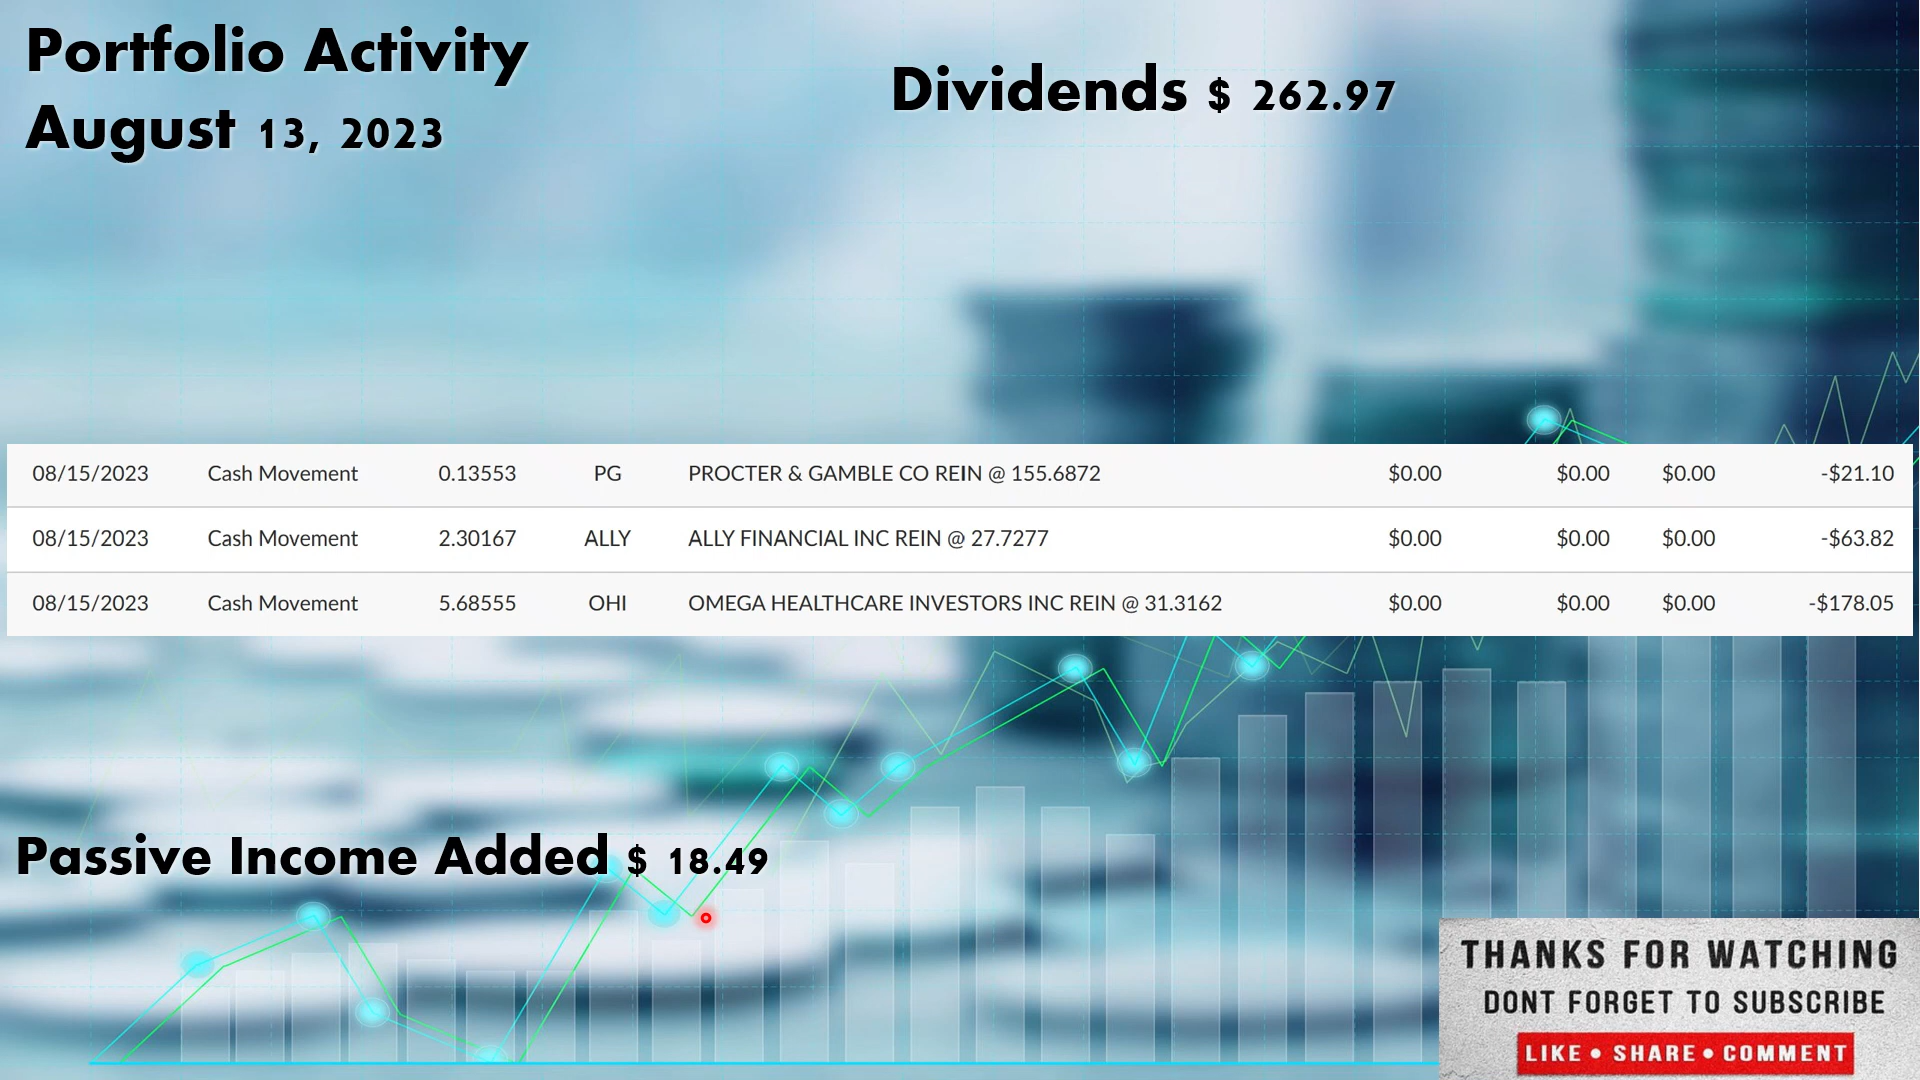 Portfolio Activity
August 13, 2023
Dividends $ 262.97
08/15/2023 Cash Movement 0.13553 PG PROCTER & GAMBLE CO REIN @ 155.6872 $0.00 $0.00 $0.00 -$21.10
08/15/2023 Cash Movement 2.30167 ALLY ALLY FINANCIAL INC REIN @ 27.7277 $0.00 $0.00 $0.00 -$63.82
08/15/2023 Cash Movement 5.68555 OHI OMEGA HEALTHCARE INVESTORS INC REIN @ 31.3162 $0.00 $0.00 $0.00 -$178.05
Passive Income Added $ 18.49
THANKS FOR WATCHING
DONT FORGET TO SUBSCRIBE
LIKE • SHARE • COMMENT